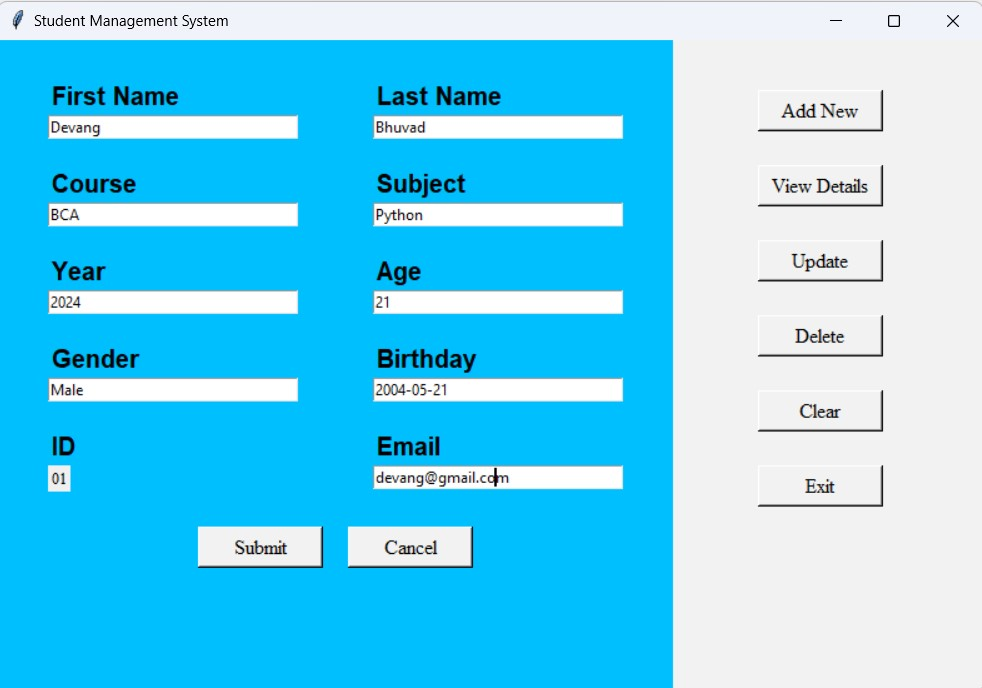 Student Management System
First Name Last Name
Devang Bhuvad
Course Subject
BCA Python
Year Age
2024 21
Gender Birthday
Male 2004-05-21
ID Email
01 devang@gmail.com
Submit Cancel
Add New
View Details
Update
Delete
Clear
Exit